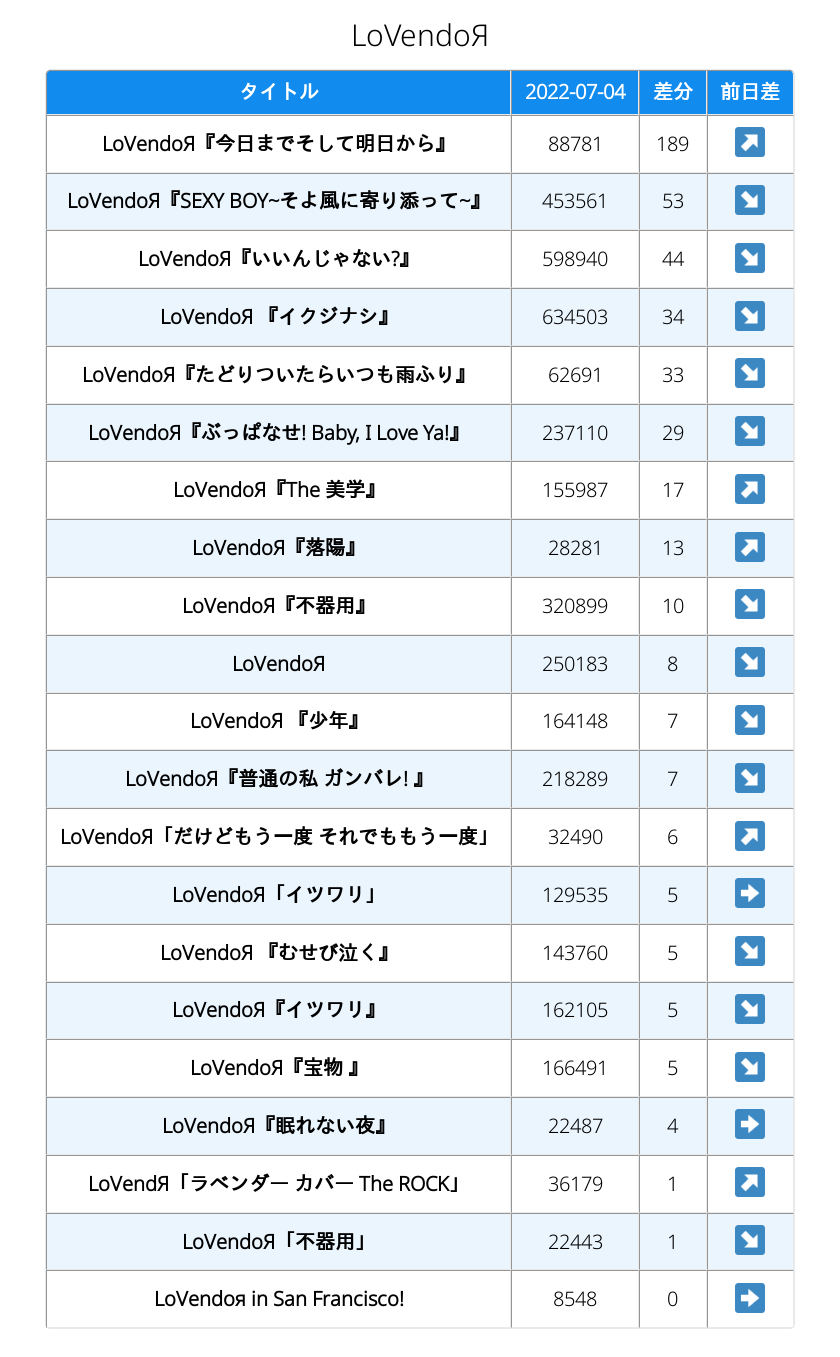 LoVendoЯ
タイトル 2022-07-04 差分 前日差
LoVendoЯ『今日までそして明日から』 88781 189 ↗
LoVendoЯ『SEXY BOY~そよ風に寄り添って~』 453561 53 ↘
LoVendoЯ『いいんじゃない?』 598940 44 ↘
LoVendoЯ 『イクジナシ』 634503 34 ↘
LoVendoЯ『たどりついたらいつも雨ふり』 62691 33 ↘
LoVendoЯ『ぶっぱなせ! Baby, I Love Ya!』 237110 29 ↘
LoVendoЯ『The 美学』 155987 17 ↗
LoVendoЯ『落陽』 28281 13 ↗
LoVendoЯ『不器用』 320899 10 ↘
LoVendoЯ 250183 8 ↘
LoVendoЯ 『少年』 164148 7 ↘
LoVendoЯ『普通の私 ガンバレ! 』 218289 7 ↘
LoVendoЯ「だけどもう一度 それでももう一度」 32490 6 ↗
LoVendoЯ「イツワリ」 129535 5 ➡
LoVendoЯ 『むせび泣く』 143760 5 ↘
LoVendoЯ『イツワリ』 162105 5 ↘
LoVendoЯ『宝物 』 166491 5 ↘
LoVendoЯ『眠れない夜』 22487 4 ➡
LoVendЯ「ラベンダー カバー The ROCK」 36179 1 ↗
LoVendoЯ「不器用」 22443 1 ↘
LoVendoя in San Francisco! 8548 0 ➡